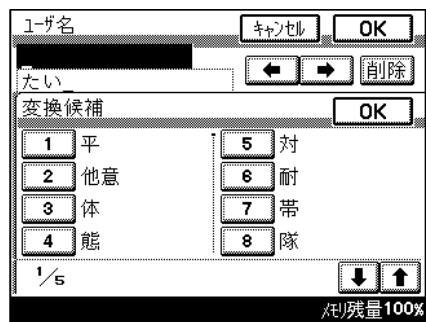 ﾕｰｻﾞ名 ｷｬﾝｾﾙ OK
← → 削除
たい_
変換候補 OK
1 平 5 対
2 他意 6 耐
3 体 7 帯
4 態 8 隊
1/5 ↓ ↑
ﾒﾓﾘ残量100%